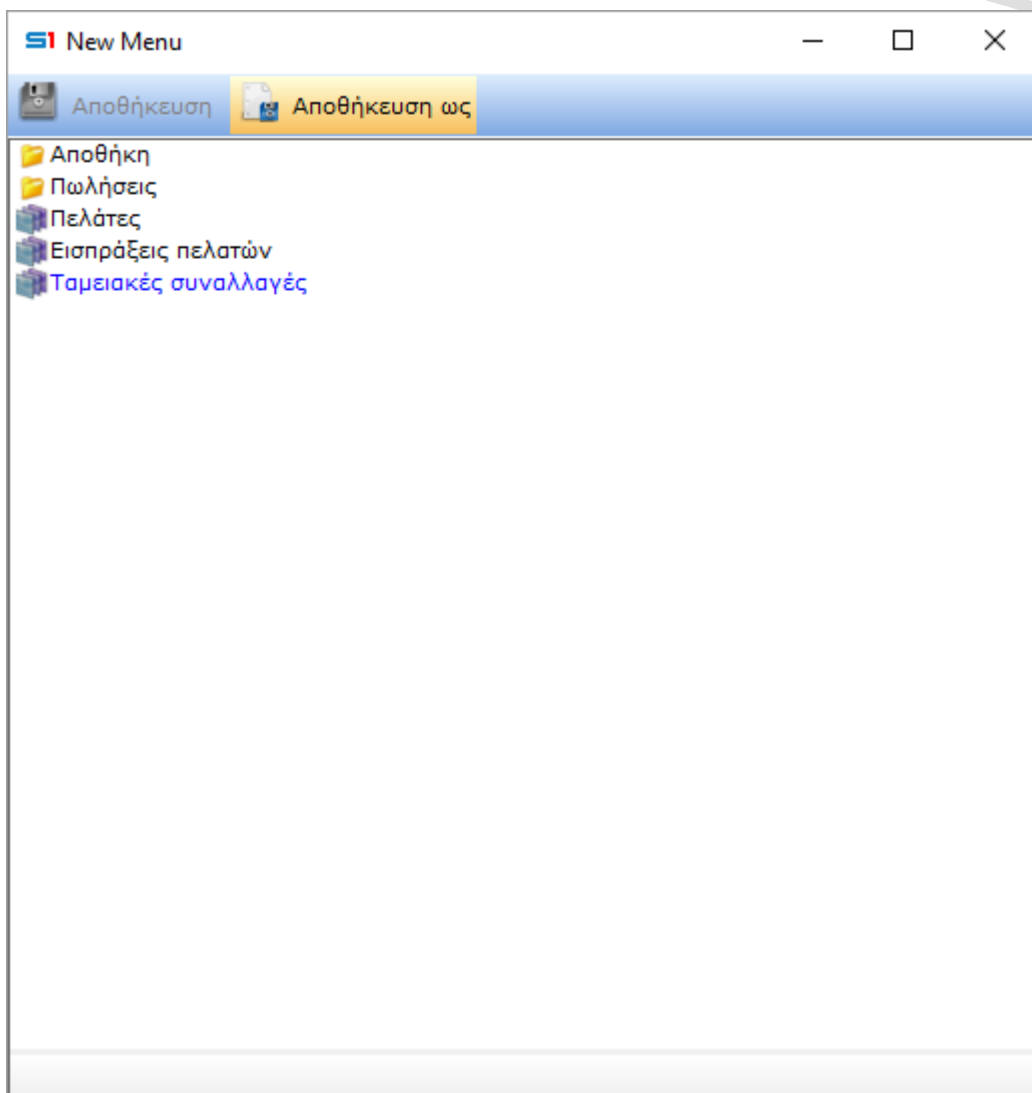 S1 New Menu
Αποθήκευση Αποθήκευση ως
Αποθήκη
Πωλήσεις
Πελάτες
Εισπράξεις πελατών
Ταμειακές συναλλαγές